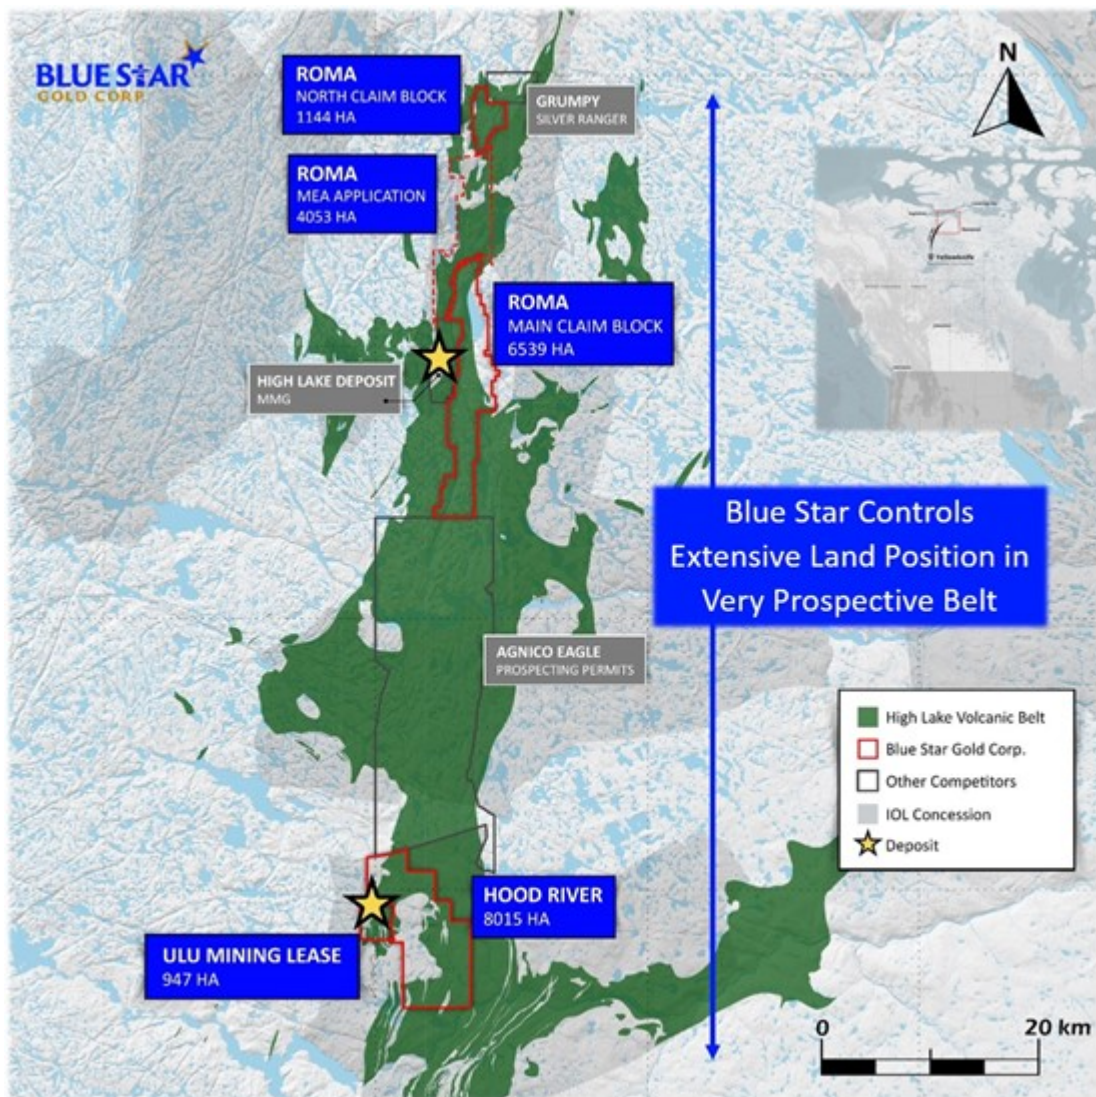 BLUE STAR
GOLD CORP.
ROMA
NORTH CLAIM BLOCK
1144 HA
GRUMPY
SILVER RANGER
N
ROMA
MEA APPLICATION
4053 HA
Yellowknife
ROMA
MAIN CLAIM BLOCK
6539 HA
HIGH LAKE DEPOSIT
MMG
Blue Star Controls
Extensive Land Position in
Very Prospective Belt
AGNICO EAGLE
PROSPECTING PERMITS
High Lake Volcanic Belt
Blue Star Gold Corp.
Other Competitors
IOL Concession
Deposit
HOOD RIVER
8015 HA
ULU MINING LEASE
947 HA
0 20 km